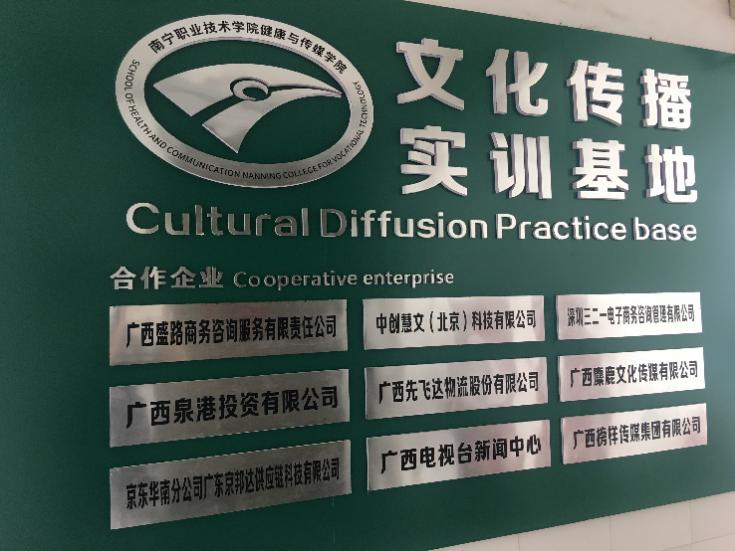 南宁职业技术学院健康与传媒学院
SCHOOL OF HEALTH AND COMMUNICATION NANNING COLLEGE FOR VOCATIONAL TECHNOLOGY
文化传播
实训基地
Cultural Diffusion Practice base
合作企业 Cooperative enterprise
广西盛路商务咨询服务有限责任公司
中创慧文（北京）科技有限公司
深圳三二一电子商务咨询管理有限公司
广西泉港投资有限公司
广西先飞达物流股份有限公司
广西麋鹿文化传媒有限公司
京东华南分公司广东京邦达供应链科技有限公司
广西电视台新闻中心
广西榜样传媒集团有限公司